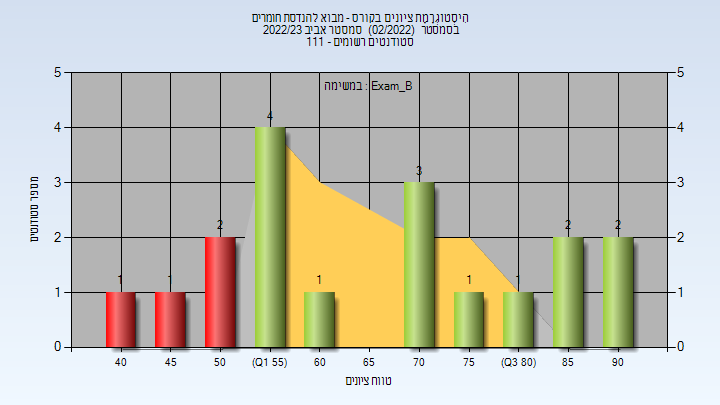 הִיסְטוֹגְרָמַת ציונים בקורס - מבוא להנדסת חומרים
בסמסטר (02/2022) סמסטר אביב 2022/23
סטודנטים רשומים - 111
במשימה : Exam_B
מספר סטודנטים
5 5
4 4
3 3
2 2
1 1
0 0
1 1 2 4 1 3 1 1 2 2
40 45 50 (Q1 55) 60 65 70 75 (Q3 80) 85 90
טווח ציונים